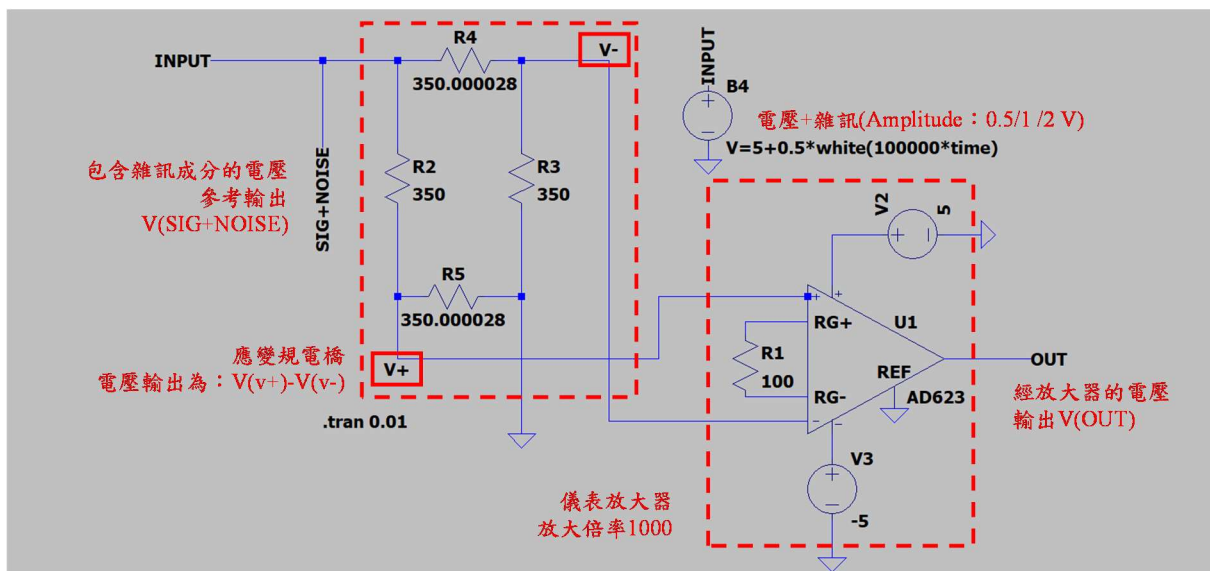 INPUT
R4
350.000028
V-
INPUT
B4
電壓+雜訊(Amplitude：0.5/1 /2 V)
V=5+0.5*white(100000*time)
包含雜訊成分的電壓
參考輸出
V(SIG+NOISE)
SIG+NOISE
R2
350
R3
350
R5
350.000028
V+
應變規電橋
電壓輸出為：V(v+)-V(v-)
.tran 0.01
V2
5
+
-
RG+
R1
100
RG-
U1
REF
AD623
OUT
經放大器的電壓
輸出V(OUT)
V3
-5
儀表放大器
放大倍率1000